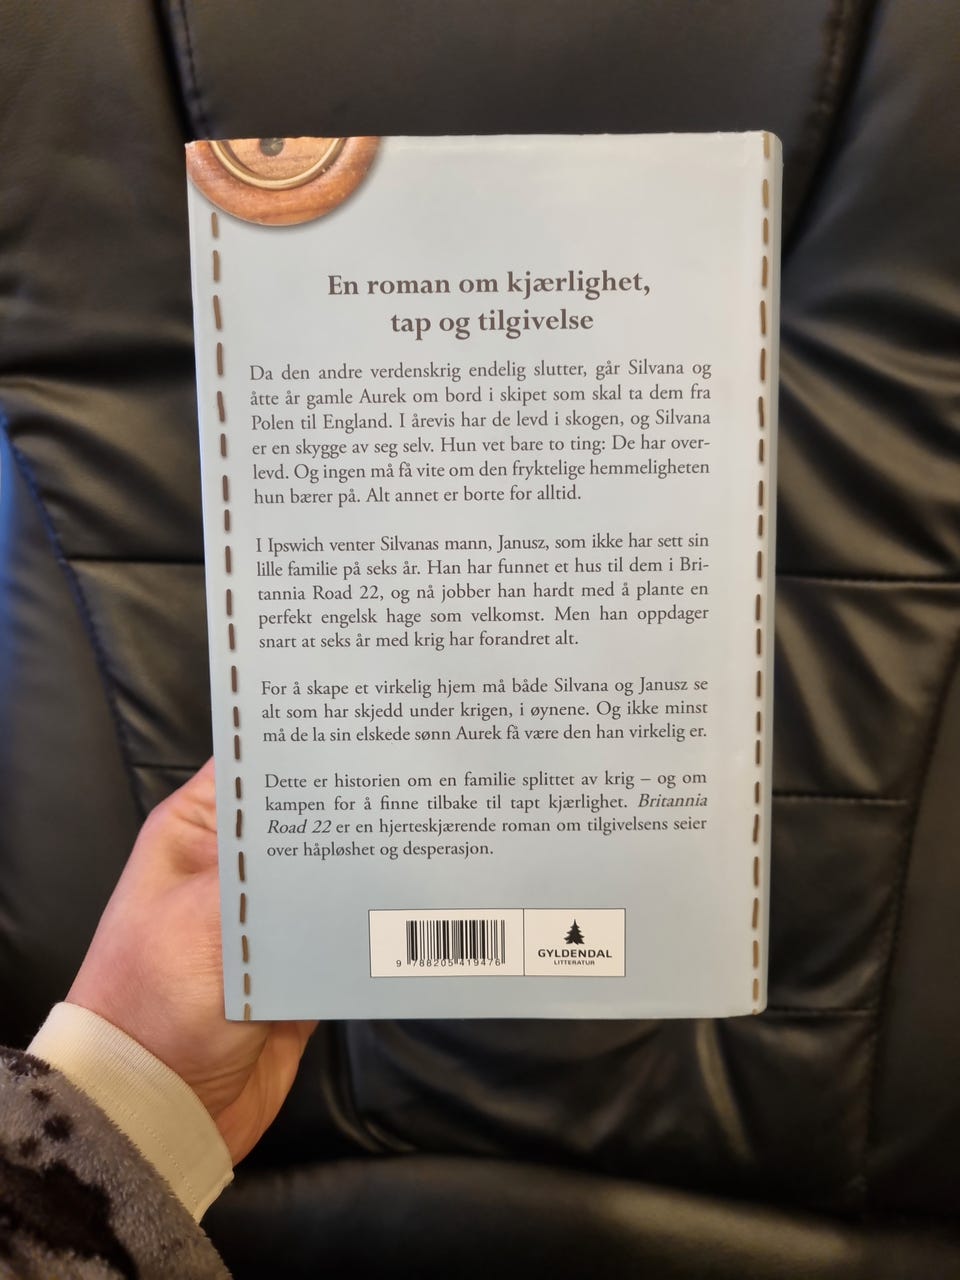 En roman om kjærlighet,
tap og tilgivelse
Da den andre verdenskrig endelig slutter, går Silvana og
åtte år gamle Aurek om bord i skipet som skal ta dem fra
Polen til England. I årevis har de levd i skogen, og Silvana
er en skygge av seg selv. Hun vet bare to ting: De har over-
levd. Og ingen må få vite om den fryktelige hemmeligheten
hun bærer på. Alt annet er borte for alltid.
I Ipswich venter Silvanas mann, Janusz, som ikke har sett sin
lille familie på seks år. Han har funnet et hus til dem i Bri-
tannia Road 22, og nå jobber han hardt med å plante en
perfekt engelsk hage som velkomst. Men han oppdager
snart at seks år med krig har forandret alt.
For å skape et virkelig hjem må både Silvana og Janusz se
alt som har skjedd under krigen, i øynene. Og ikke minst
må de la sin elskede sønn Aurek få være den han virkelig er.
Dette er historien om en familie splittet av krig – og om
kampen for å finne tilbake til tapt kjærlighet. Britannia
Road 22 er en hjerteskjærende roman om tilgivelsens seier
over håpløshet og desperasjon.
9 788205 419476
GYLDENDAL
LITTERATUR